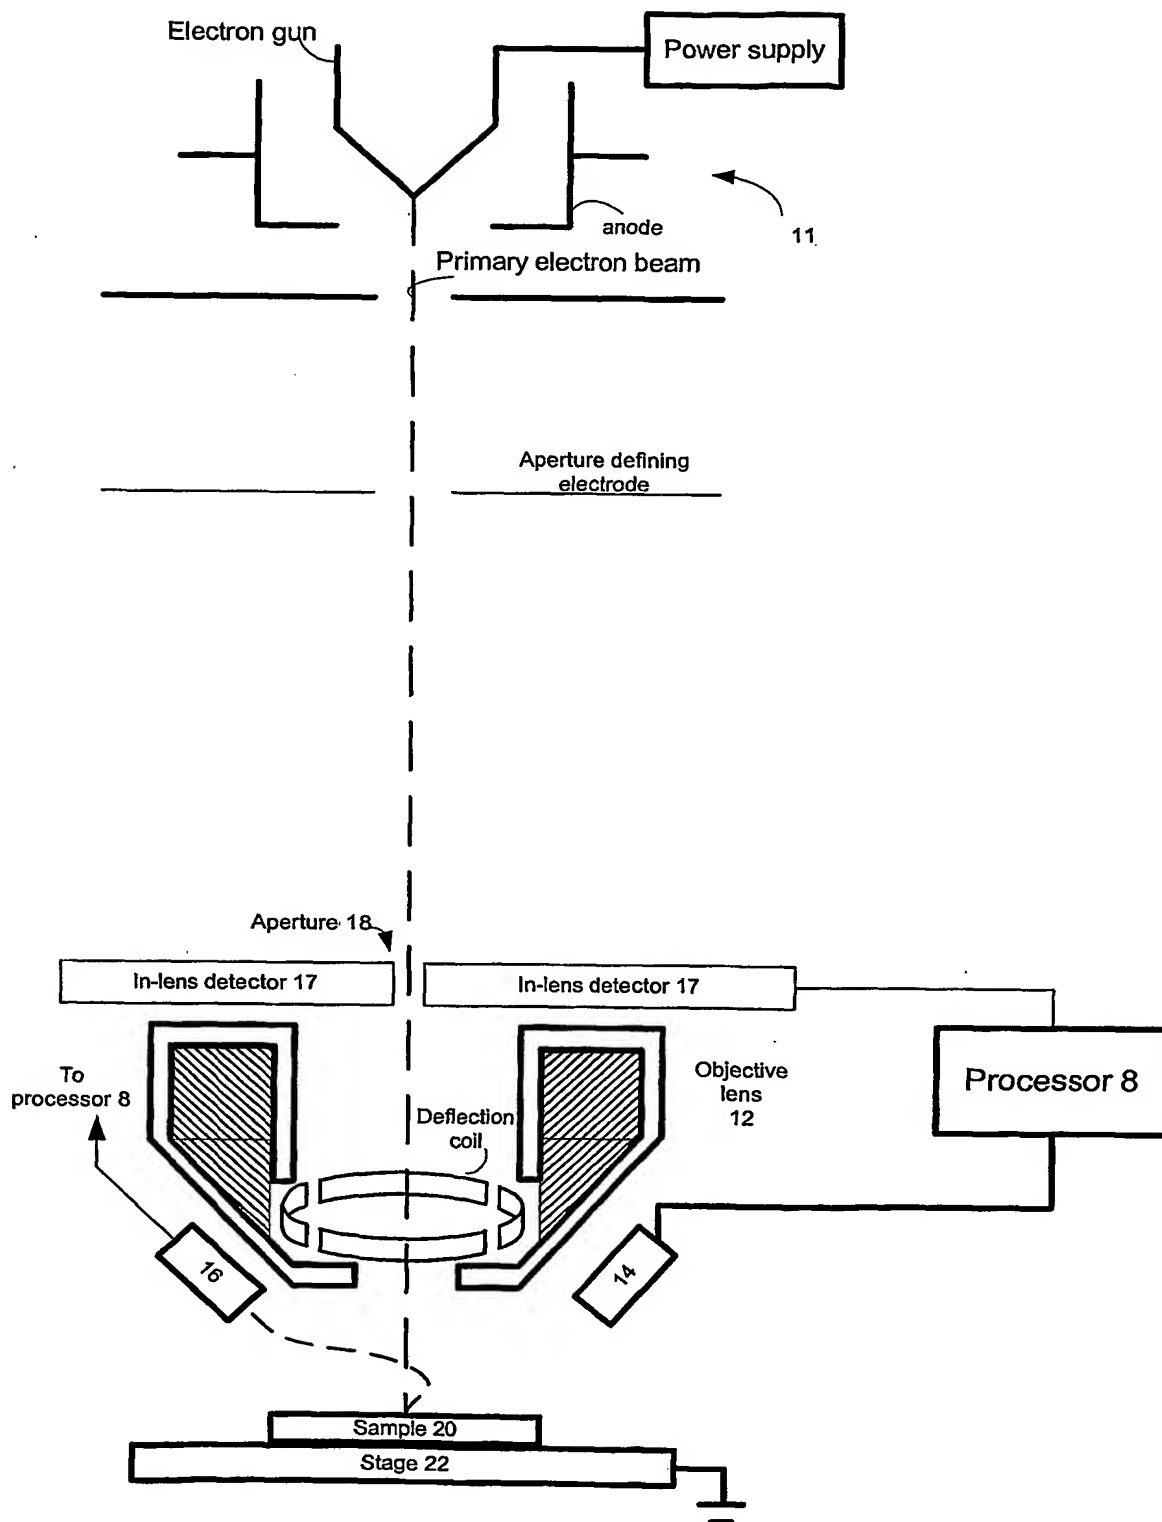 Electron gun
Power supply
anode
11
Primary electron beam
Aperture defining
electrode
Aperture 18
In-lens detector 17
In-lens detector 17
To
processor 8
Objective
lens
12
Processor 8
Deflection
coil
16
14
Sample 20
Stage 22